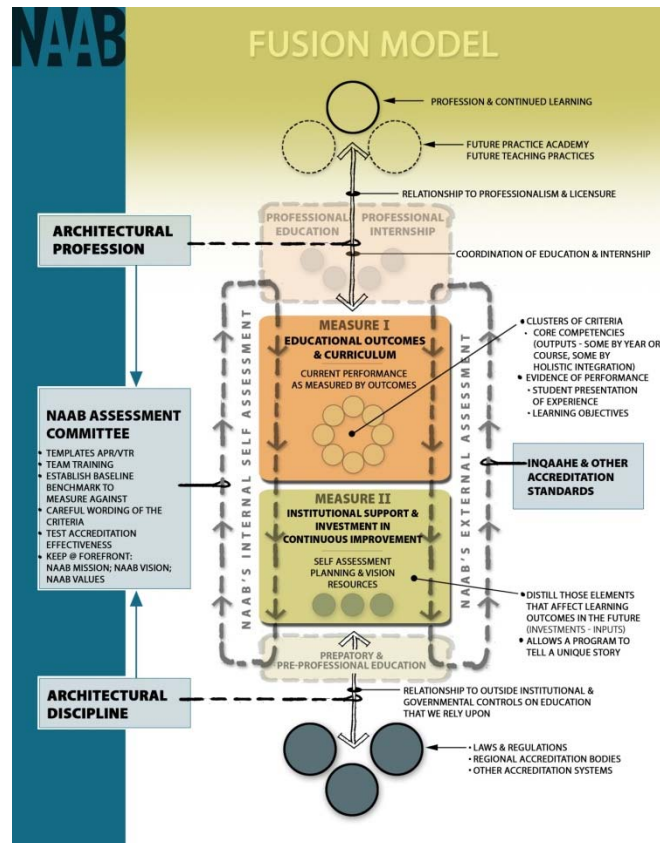 NAAB
FUSION MODEL
PROFESSION & CONTINUED LEARNING
FUTURE PRACTICE ACADEMY
FUTURE TEACHING PRACTICES
RELATIONSHIP TO PROFESSIONALISM & LICENSURE
PROFESSIONAL
EDUCATION
PROFESSIONAL
INTERNSHIP
ARCHITECTURAL
PROFESSION
COORDINATION OF EDUCATION & INTERNSHIP
NAAB'S INTERNAL SELF ASSESSMENT
MEASURE I
EDUCATIONAL OUTCOMES
& CURRICULUM
CURRENT PERFORMANCE
AS MEASURED BY OUTCOMES
NAAB'S EXTERNAL ASSESSMENT
• CLUSTERS OF CRITERIA
• CORE COMPETENCIES
(OUTPUTS - SOME BY YEAR OR
COURSE, SOME BY
HOLISTIC INTEGRATION)
• EVIDENCE OF PERFORMANCE
• STUDENT PRESENTATION
OF EXPERIENCE
• LEARNING OBJECTIVES
NAAB ASSESSMENT
COMMITTEE
• TEMPLATES APR/VTR
• TEAM TRAINING
• ESTABLISH BASELINE
BENCHMARK TO
MEASURE AGAINST
• CAREFUL WORDING OF THE
CRITERIA
• TEST ACCREDITATION
EFFECTIVENESS
• KEEP @ FOREFRONT:
NAAB MISSION; NAAB VISION;
NAAB VALUES
INQAAHE & OTHER
ACCREDITATION
STANDARDS
MEASURE II
INSTITUTIONAL SUPPORT &
INVESTMENT IN
CONTINUOUS IMPROVEMENT
SELF ASSESSMENT
PLANNING & VISION
RESOURCES
• DISTILL THOSE ELEMENTS
THAT AFFECT LEARNING
OUTCOMES IN THE FUTURE
(INVESTMENTS - INPUTS)
• ALLOWS A PROGRAM TO
TELL A UNIQUE STORY
PREPATORY &
PRE-PROFESSIONAL EDUCATION
ARCHITECTURAL
DISCIPLINE
RELATIONSHIP TO OUTSIDE INSTITUTIONAL &
GOVERNMENTAL CONTROLS ON EDUCATION
THAT WE RELY UPON
• LAWS & REGULATIONS
• REGIONAL ACCREDITATION BODIES
• OTHER ACCREDITATION SYSTEMS